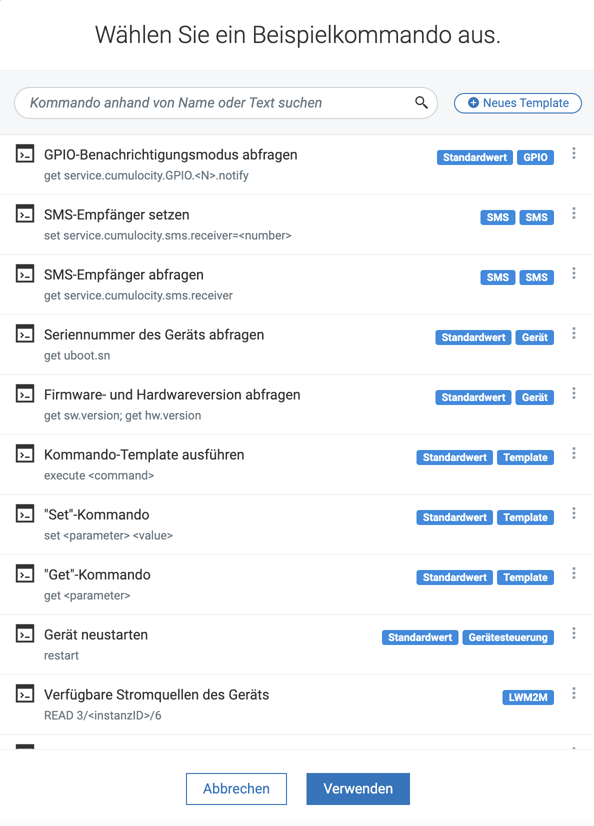 Wählen Sie ein Beispielkommando aus.
Kommando anhand von Name oder Text suchen
Neues Template
GPIO-Benachrichtigungsmodus abfragen Standardwert GPIO
get service.cumulocity.GPIO.<N>.notify
SMS-Empfänger setzen SMS SMS
set service.cumulocity.sms.receiver=<number>
SMS-Empfänger abfragen SMS SMS
get service.cumulocity.sms.receiver
Seriennummer des Geräts abfragen Standardwert Gerät
get uboot.sn
Firmware- und Hardwareversion abfragen Standardwert Gerät
get sw.version; get hw.version
Kommando-Template ausführen Standardwert Template
execute <command>
"Set"-Kommando Standardwert Template
set <parameter> <value>
"Get"-Kommando Standardwert Template
get <parameter>
Gerät neustarten Standardwert Gerätesteuerung
restart
Verfügbare Stromquellen des Geräts LWM2M
READ 3/<instanzID>/6
Abbrechen Verwenden